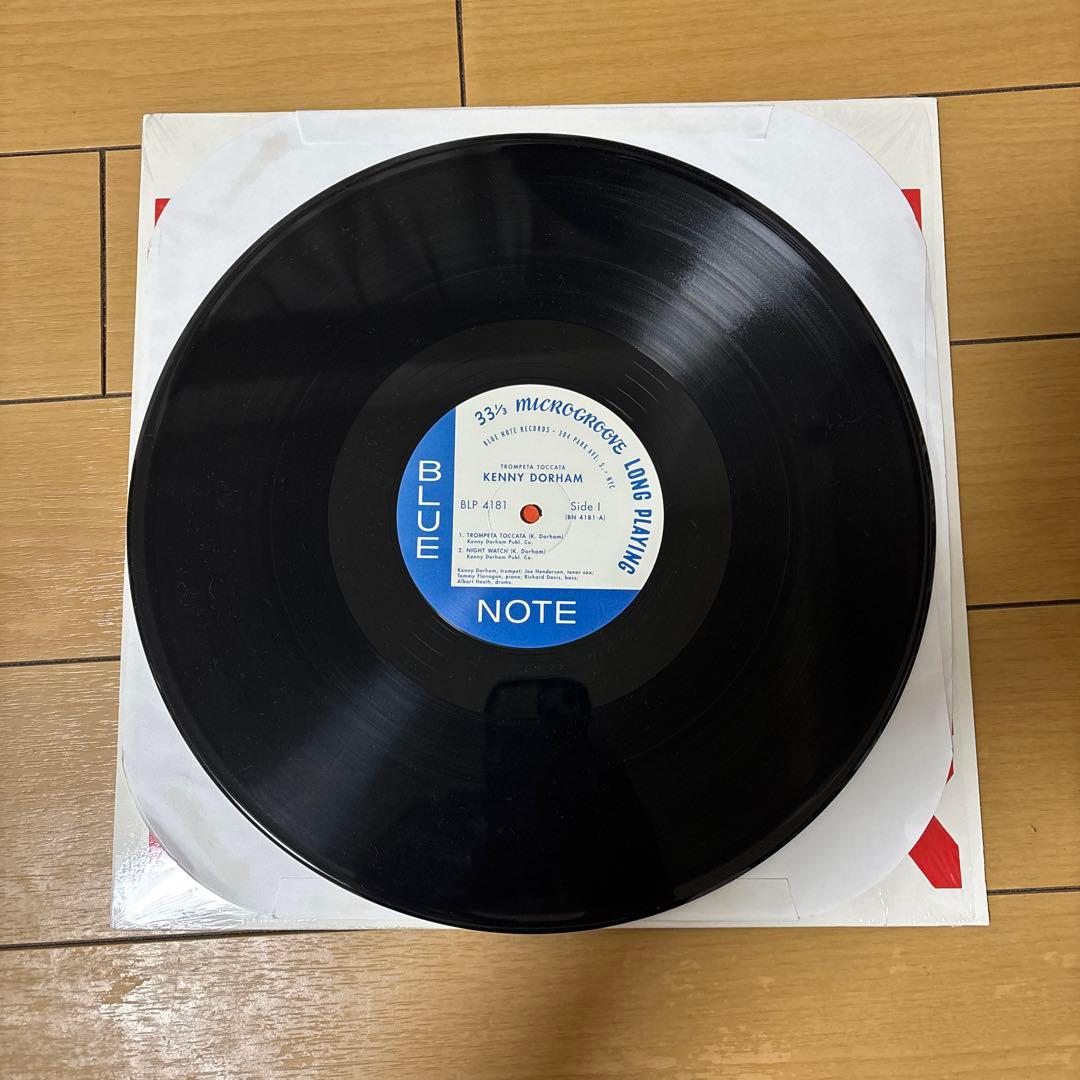 33 1/3 MICROGROOVE LONG PLAYING
BLUE NOTE RECORDS • 304 PARK AVE. S., • NYC
TROMPETA TOCCATA
KENNY DORHAM
BLP 4181
Side I
(BN 4181-A)
1. TROMPETA TOCCATA (K. Dorham)
Kenny Dorham Publ. Co.
2. NIGHT WATCH (K. Dorham)
Kenny Dorham Publ. Co.
Kenny Dorham, trumpet; Joe Henderson, tenor sax;
Tommy Flanagan, piano; Richard Davis, bass;
Albert Heath, drums.
BLUE
NOTE